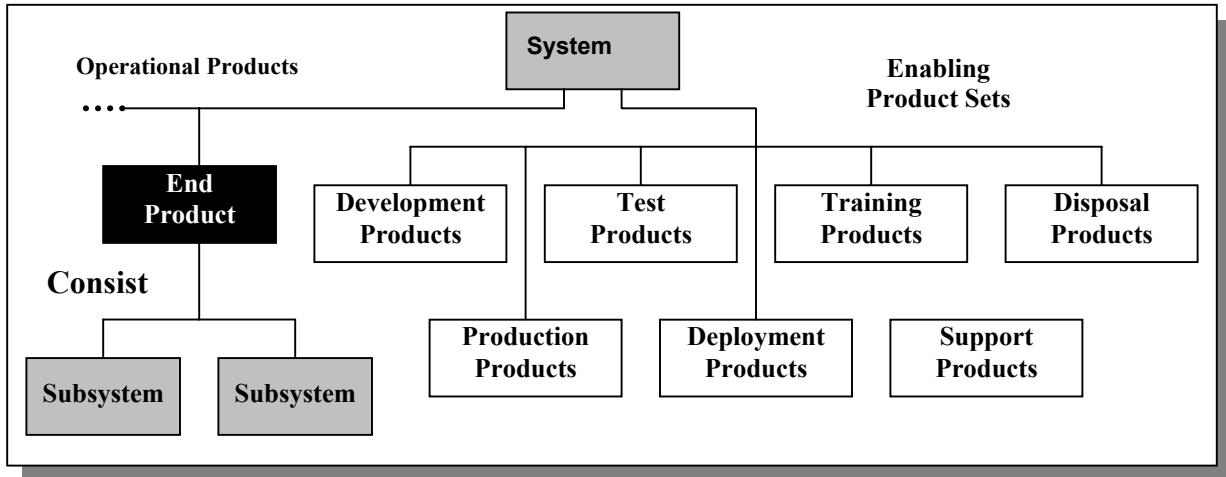 System
Operational Products
Enabling
Product Sets
End
Product
Development
Products
Test
Products
Training
Products
Disposal
Products
Consist
Production
Products
Deployment
Products
Support
Products
Subsystem
Subsystem